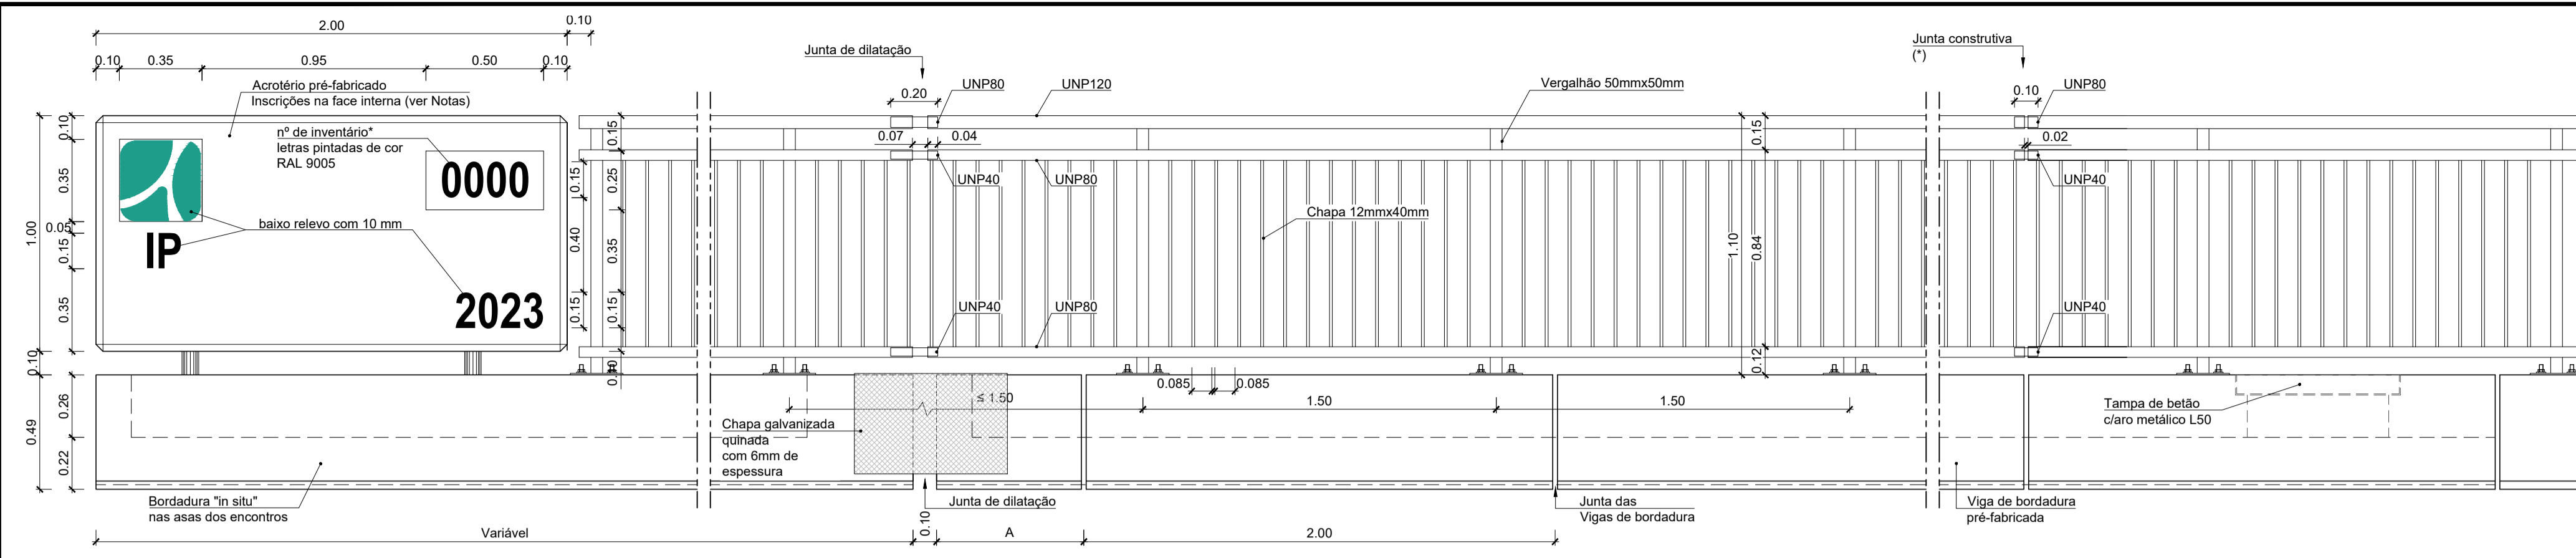 2.00
0.10
0.10
0.35
0.95
0.50
0.10
Acrotério pré-fabricado
Inscrições na face interna (ver Notas)
nº de inventário*
letras pintadas de cor
RAL 9005
0000
baixo relevo com 10 mm
IP
2023
1.00
0.10
0.35
0.05
0.15
0.35
0.10
0.49
0.26
0.22
Bordadura "in situ"
nas asas dos encontros
Variável
0.15
0.40
0.15
0.15
0.25
0.35
0.15
0.10
Junta de dilatação
0.20
UNP80
UNP120
0.07
0.04
UNP40
UNP80
UNP40
UNP80
Chapa galvanizada
quinada
com 6mm de
espessura
≤ 1.50
0.085
0.085
1.50
1.50
Junta de dilatação
0.10
A
2.00
Vergalhão 50mmx50mm
Chapa 12mmx40mm
1.10
0.15
0.84
0.12
Junta das
Vigas de bordadura
Junta construtiva
(*)
0.10
UNP80
0.02
UNP40
UNP40
Tampa de betão
c/aro metálico L50
Viga de bordadura
pré-fabricada